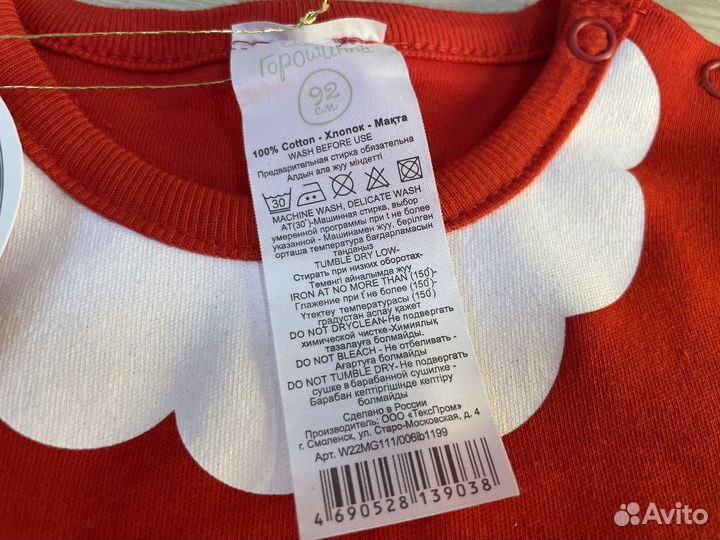 Горошинка
92
см
100% Cotton - Хлопок - Мақта
WASH BEFORE USE
Предварительная стирка обязательна
Алдын ала жуу міндетті
30
MACHINE WASH, DELICATE WASH
AT(30°)-Машинная стирка, выбор
умеренной программы при t не более
указанной - Машинамен жуу, берілген
орташа температура бағдарламасын
таңдаңыз
TUMBLE DRY LOW-
Стирать при низких оборотах-
Төменгі айналымда жуу
IRON AT NO MORE THAN (150°)-
Глажение при t не более (150°)-
Үтектеу температурасы (150°)
градустан аспау қажет
DO NOT DRYCLEAN-Не подвергать
химической чистке-Химиялық
тазалауға болмайды.
DO NOT BLEACH - Не отбеливать -
Ағартуға болмайды
DO NOT TUMBLE DRY- Не подвергать
сушке в барабанной сушилке -
Барабан кептіргішінде кептіру
болмайды
Сделано в России
Производитель: ООО «ТексПром»
г. Смоленск, ул. Старо-Московская, д. 4
Арт. W22MG111/006lb1199
4 690528 139038
Avito